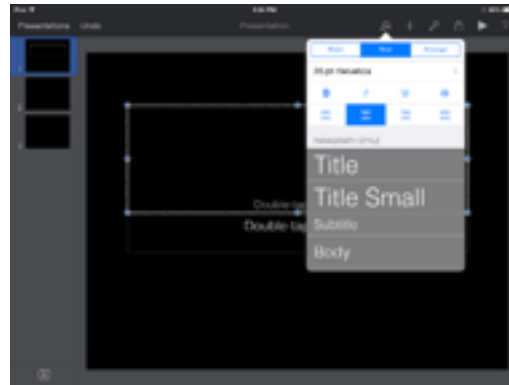 Presentations Undo Presentation
Style Text Arrange
Helvetica
B I U S
PARAGRAPH STYLE
Title
Title Small
Subtitle
Body
Double-tap
Double-tap